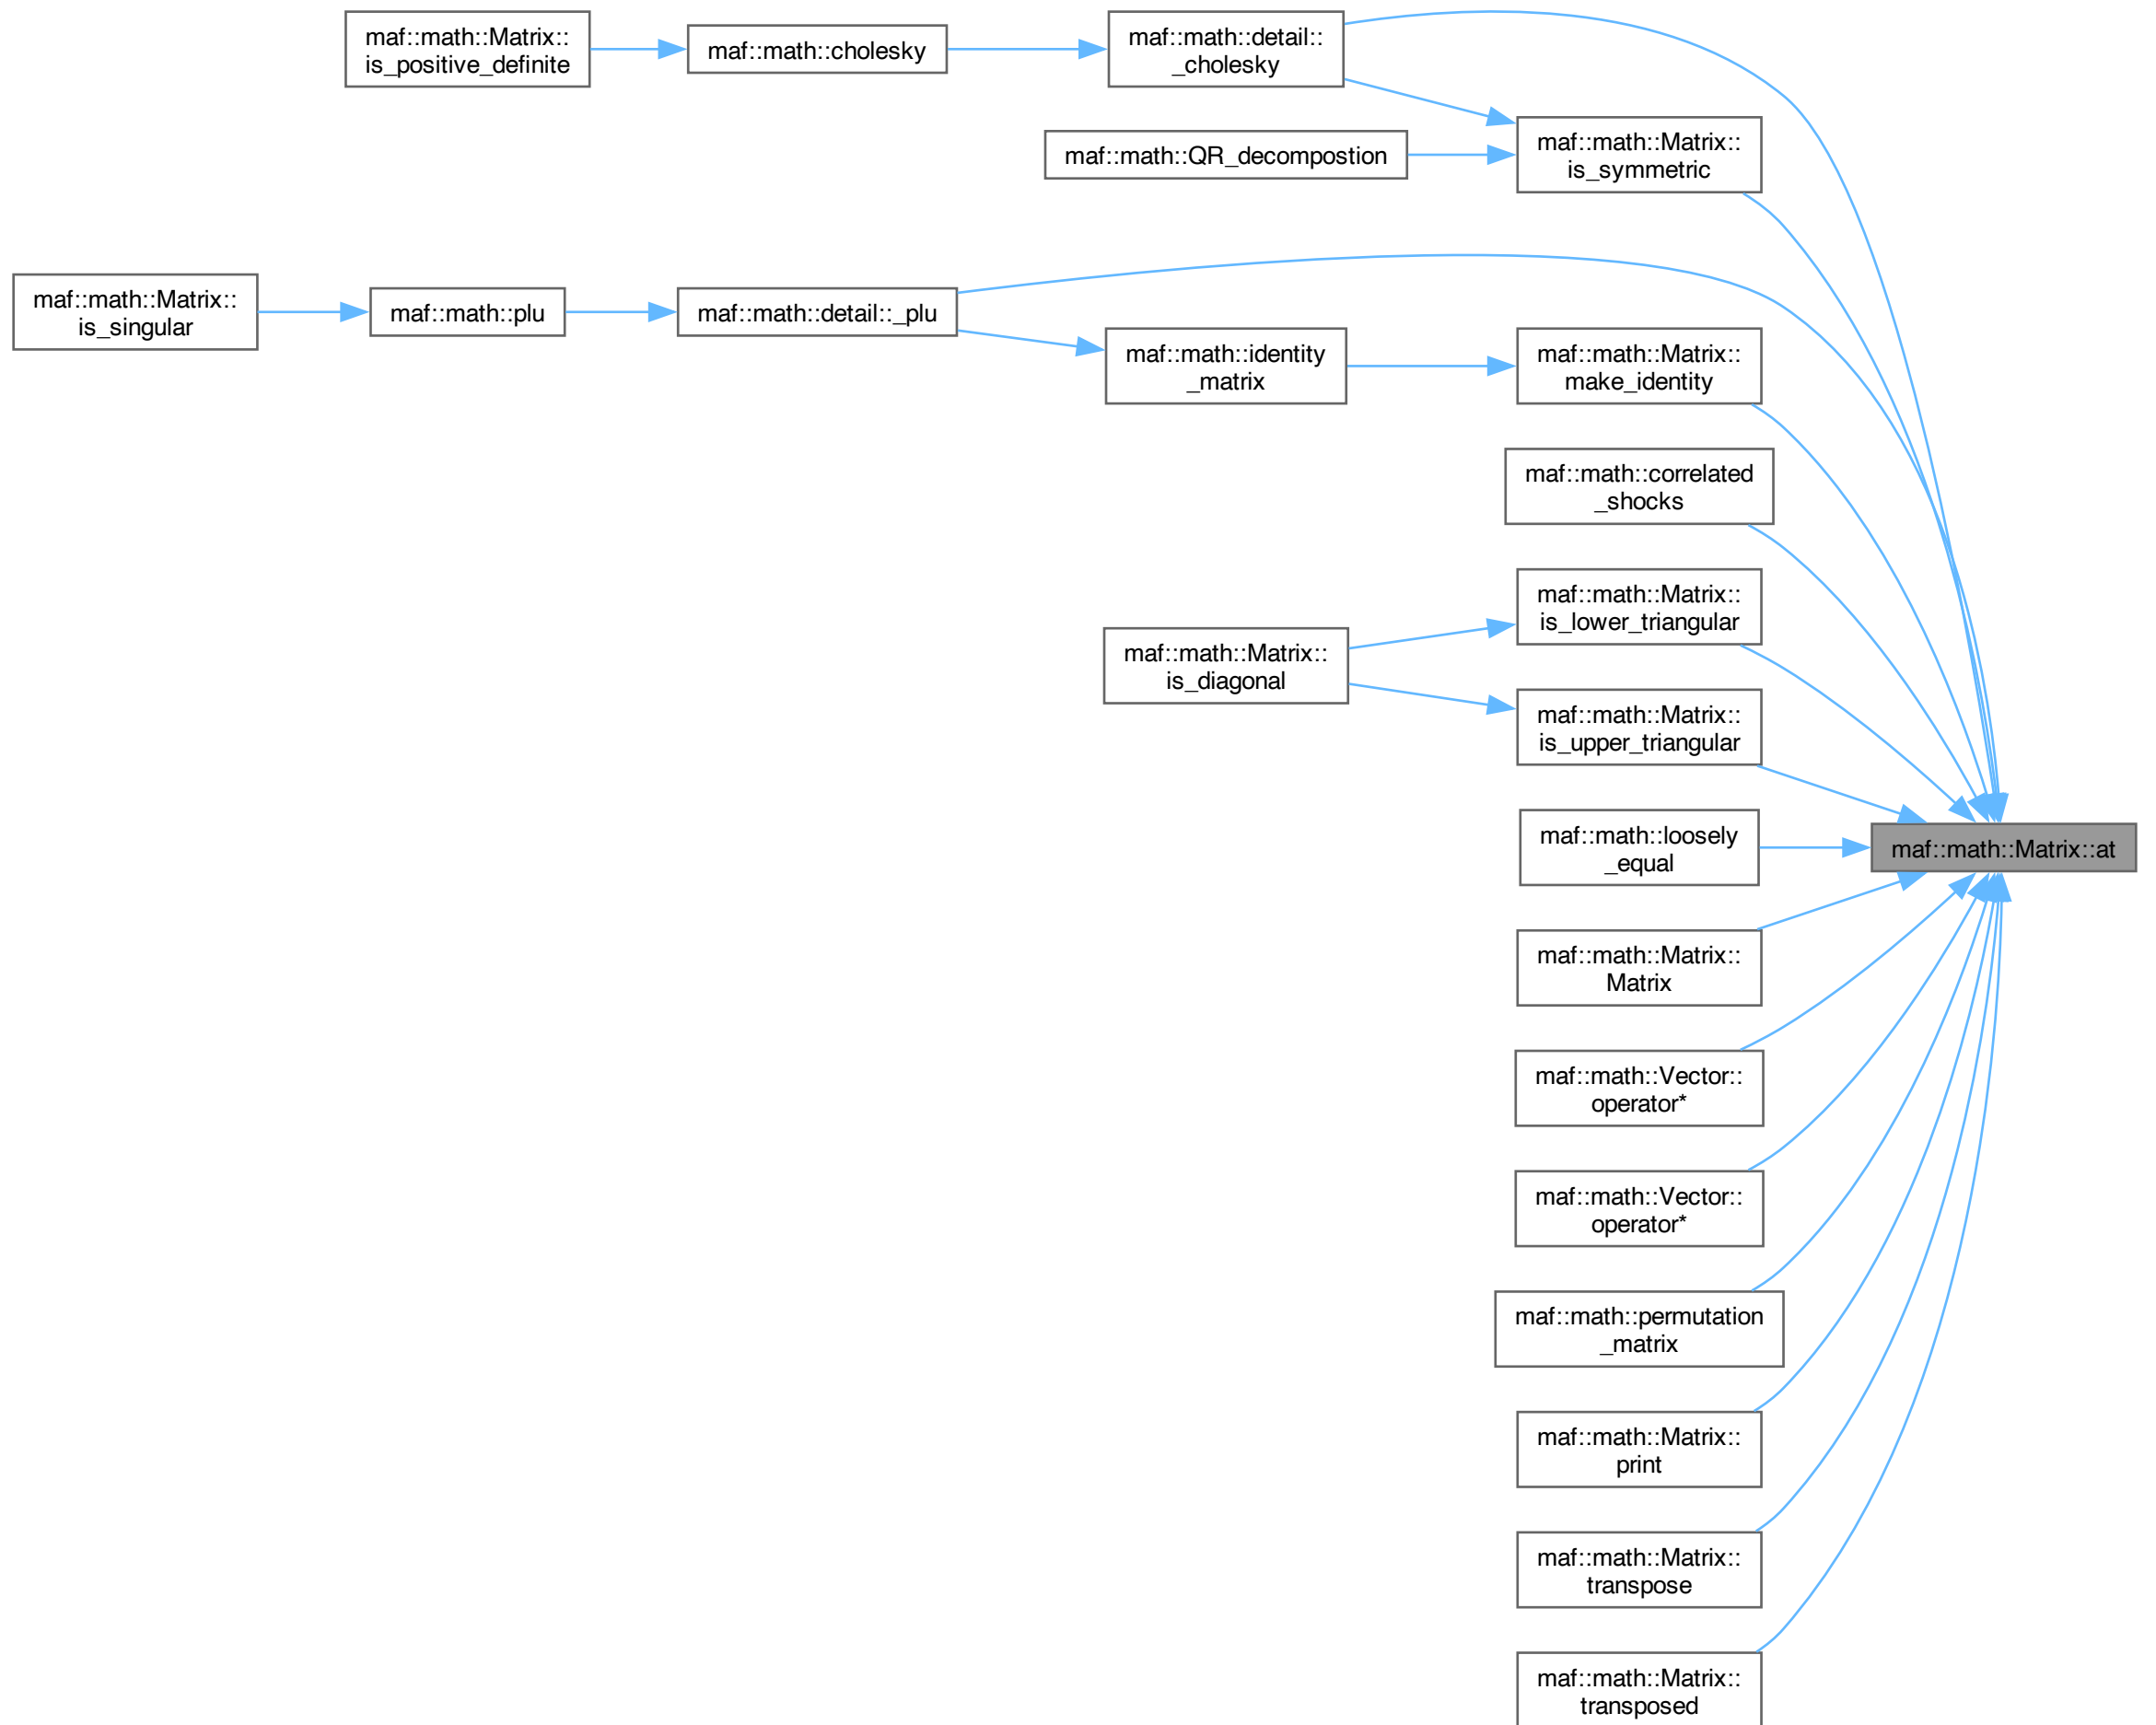 maf::math::Matrix::
is_positive_definite
maf::math::cholesky
maf::math::detail::
_cholesky
maf::math::Matrix::
is_symmetric
maf::math::QR_decompostion
maf::math::Matrix::
is_singular
maf::math::plu
maf::math::detail::_plu
maf::math::identity
_matrix
maf::math::Matrix::
make_identity
maf::math::correlated
_shocks
maf::math::Matrix::
is_lower_triangular
maf::math::Matrix::
is_diagonal
maf::math::Matrix::
is_upper_triangular
maf::math::loosely
_equal
maf::math::Matrix::at
maf::math::Matrix::
Matrix
maf::math::Vector::
operator*
maf::math::Vector::
operator*
maf::math::permutation
_matrix
maf::math::Matrix::
print
maf::math::Matrix::
transpose
maf::math::Matrix::
transposed